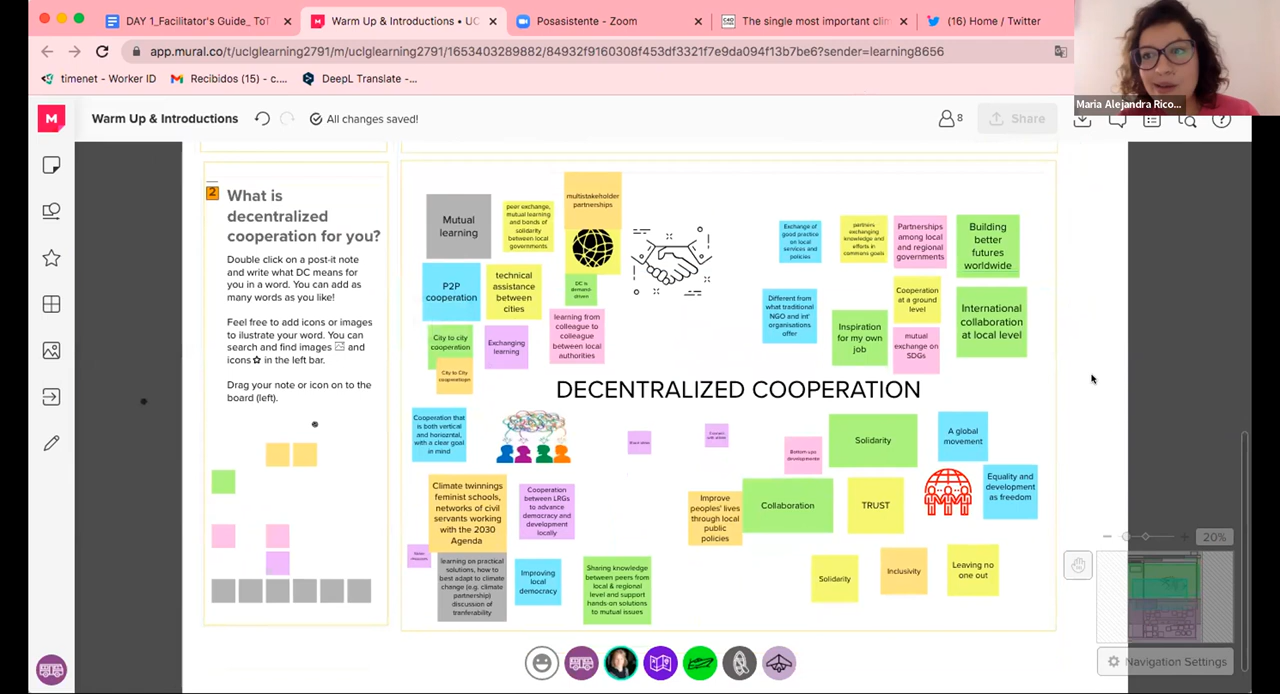 DAY 1_Facilitator's Guide_ ToT
Warm Up & Introductions • UC
Posasistente - Zoom
The single most important clim
(16) Home / Twitter
app.mural.co/t/uclglearning2791/m/uclglearning2791/1653403289882/84932f9160308f453df3321f7e9da094f13b7be6?sender=learning8656
timenet - Worker ID
Recibidos (15) - c....
DeepL Translate -...
Maria Alejandra Rico...
M
Warm Up & Introductions
All changes saved!
8
Share
2
What is
decentralized
cooperation for you?
Double click on a post-it note
and write what DC means for
you in a word. You can add as
many words as you like!
Feel free to add icons or images
to ilustrate your word. You can
search and find images and
icons in the left bar.
Drag your note or icon on to the
board (left).
Mutual
learning
peer exchange,
mutual learning
and bonds of
solidarity
between local
governments
multistakeholder
partnerships
P2P
cooperation
technical
assistance
between
cities
DC is
demand-
driven
City to city
cooperation
Exchanging
learning
learning from
colleague to
colleague
between local
authorities
City to City
cooperation
Exchange of
good practice
on local
services and
policies
partners
exchanging
knowledge and
efforts in
commons goals
Partnerships
among local
and regional
governments
Building
better
futures
worldwide
Different from
what traditional
NGO and int'
organisations
offer
Cooperation
at a ground
level
Inspiration
for my own
job
mutual
exchange on
SDGs
International
collaboration
at local level
DECENTRALIZED COOPERATION
Cooperation that
is both vertical
and horizontal,
with a clear goal
in mind
Climate twinnings
feminist schools,
networks of civil
servants working
with the 2030
Agenda
Cooperation
between LRGs
to advance
democracy and
development
locally
learning on practical
solutions, how to
best adapt to climate
change (e.g. climate
partnership)
discussion of
tranferability
Improving
local
democracy
Sharing knowledge
between peers from
local & regional
level and support
hands-on solutions
to mutual issues
Bottom ups
developments
Solidarity
A global
movement
Improve
peoples' lives
through local
public
policies
Collaboration
TRUST
Equality and
development
as freedom
Solidarity
Inclusivity
Leaving no
one out
20%
Navigation Settings